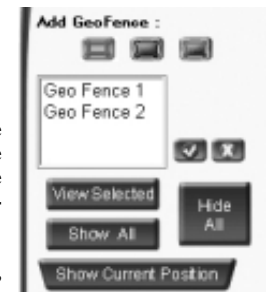 Add GeoFence :
Geo Fence 1
Geo Fence 2
View Selected
Hide All
Show All
Show Current Position